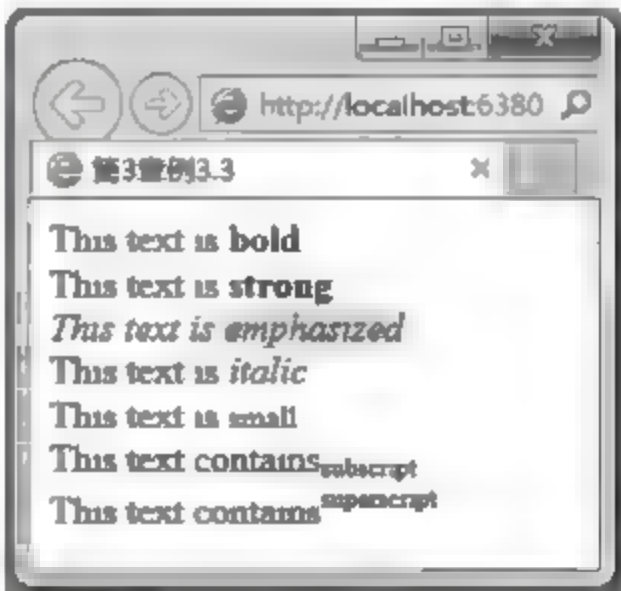 http://localhost:6380
第3章例3.3
This text is bold
This text is strong
This text is emphasized
This text is italic
This text is small
This text contains subscript
This text contains superscript